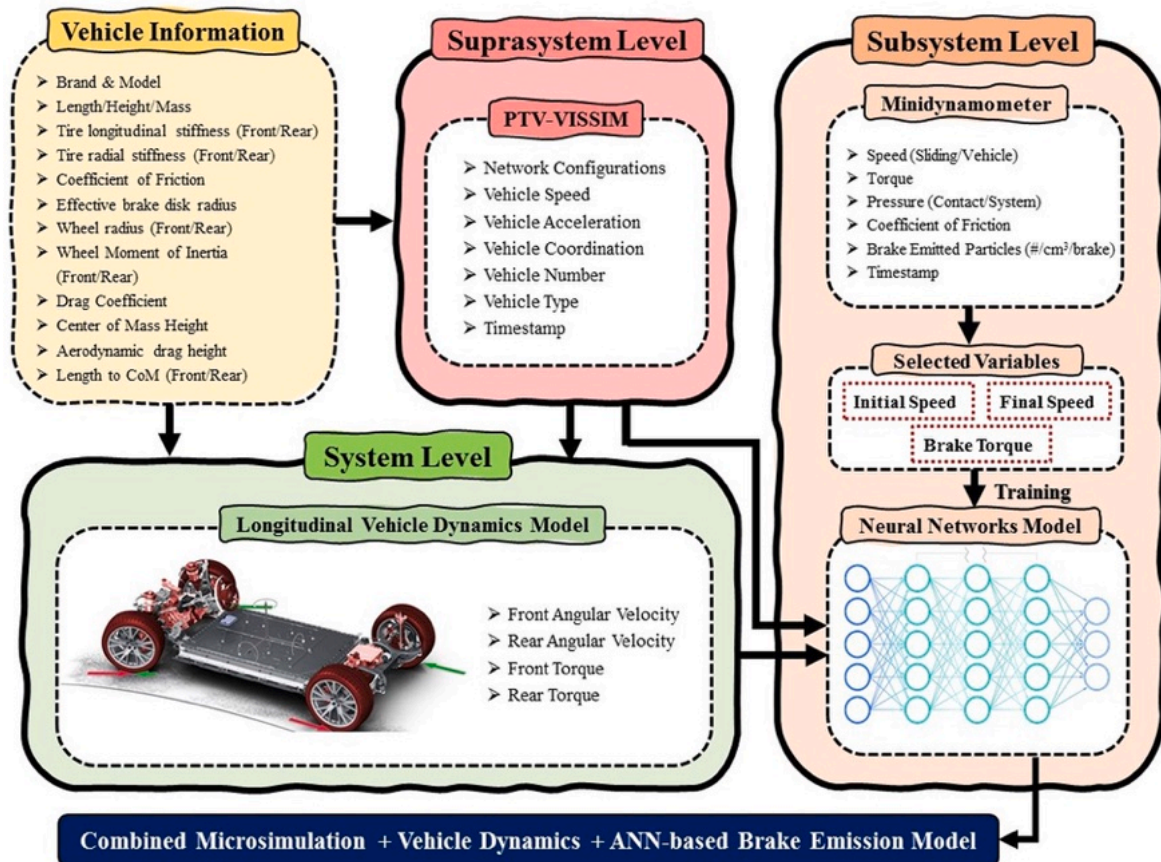 Vehicle Information
➤ Brand & Model
➤ Length/Height/Mass
➤ Tire longitudinal stiffness (Front/Rear)
➤ Tire radial stiffness (Front/Rear)
➤ Coefficient of Friction
➤ Effective brake disk radius
➤ Wheel radius (Front/Rear)
➤ Wheel Moment of Inertia
(Front/Rear)
➤ Drag Coefficient
➤ Center of Mass Height
➤ Aerodynamic drag height
➤ Length to CoM (Front/Rear)
Suprasystem Level
PTV-VISSIM
➤ Network Configurations
➤ Vehicle Speed
➤ Vehicle Acceleration
➤ Vehicle Coordination
➤ Vehicle Number
➤ Vehicle Type
➤ Timestamp
Subsystem Level
Minidynamometer
➤ Speed (Sliding/Vehicle)
➤ Torque
➤ Pressure (Contact/System)
➤ Coefficient of Friction
➤ Brake Emitted Particles (#/cm³/brake)
➤ Timestamp
Selected Variables
Initial Speed
Final Speed
Brake Torque
Training
Neural Networks Model
System Level
Longitudinal Vehicle Dynamics Model
➤ Front Angular Velocity
➤ Rear Angular Velocity
➤ Front Torque
➤ Rear Torque
Combined Microsimulation + Vehicle Dynamics + ANN-based Brake Emission Model